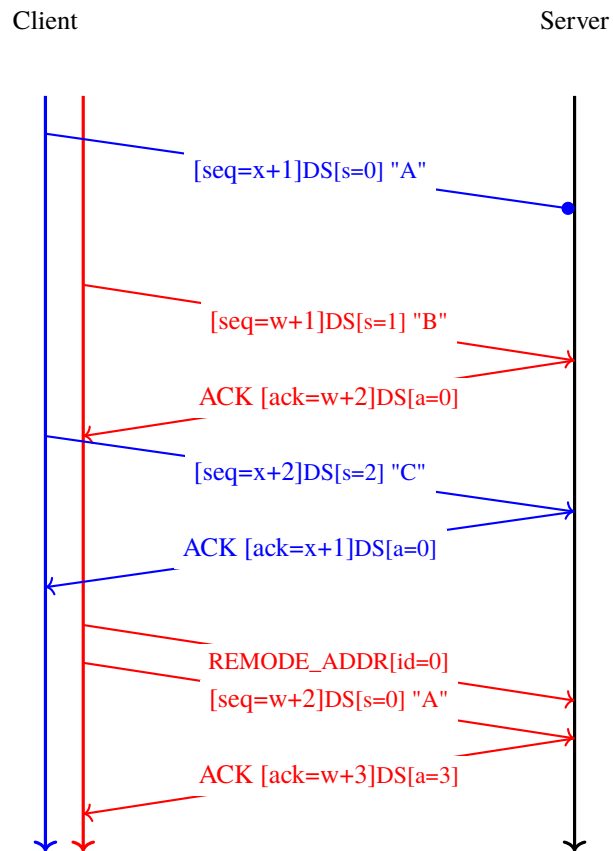 Client
Server
[seq=x+1]DS[s=0] "A"
[seq=w+1]DS[s=1] "B"
ACK [ack=w+2]DS[a=0]
[seq=x+2]DS[s=2] "C"
ACK [ack=x+1]DS[a=0]
REMODE_ADDR[id=0]
[seq=w+2]DS[s=0] "A"
ACK [ack=w+3]DS[a=3]